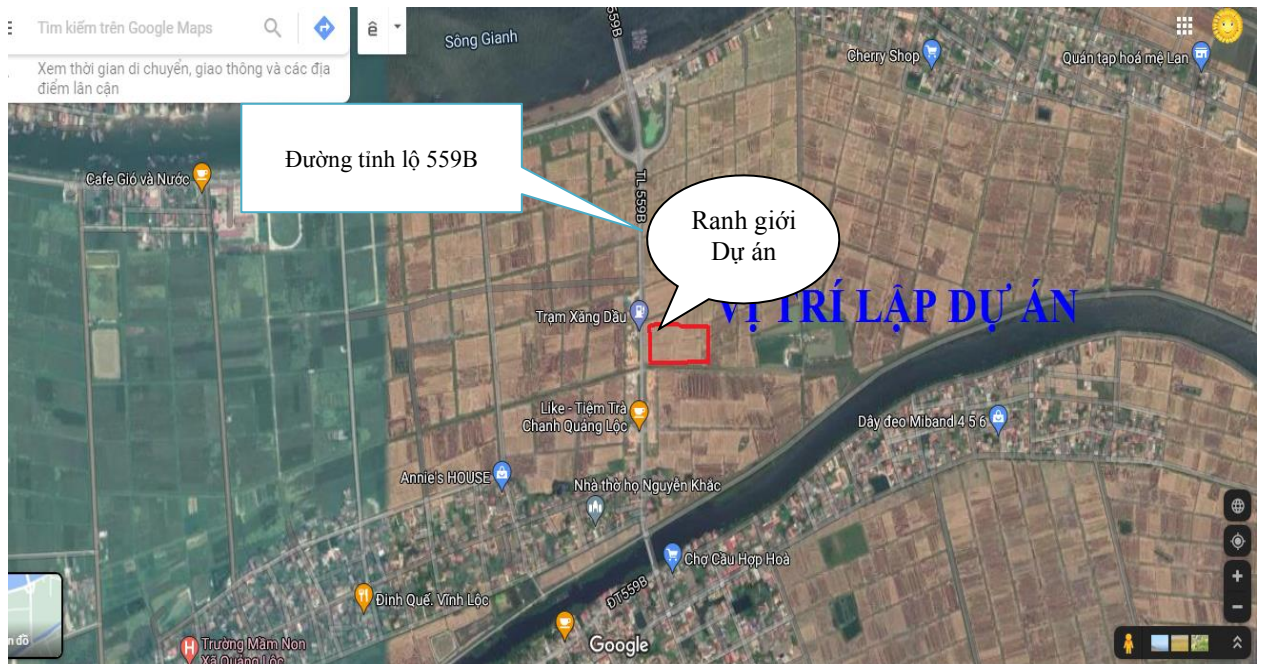 Tìm kiếm trên Google Maps
ê
Xem thời gian di chuyển, giao thông và các địa
điểm lân cận
Sông Gianh
559B
Cherry Shop
Quán tạp hoá mệ Lan
Đường tỉnh lộ 559B
Cafe Gió và Nước
TL 559B
Ranh giới
Dự án
VỊ TRÍ LẬP DỰ ÁN
Trạm Xăng Dầu
Like - Tiệm Trà
Chanh Quảng Lộc
Dây đeo Miband 4 5 6
Annie's HOUSE
Nhà thờ họ Nguyễn Khắc
Chợ Cầu Hợp Hoà
ĐT559B
Đinh Quế. Vĩnh Lộc
Google
Trường Mầm Non
Xã Quảng Lộc
n đồ